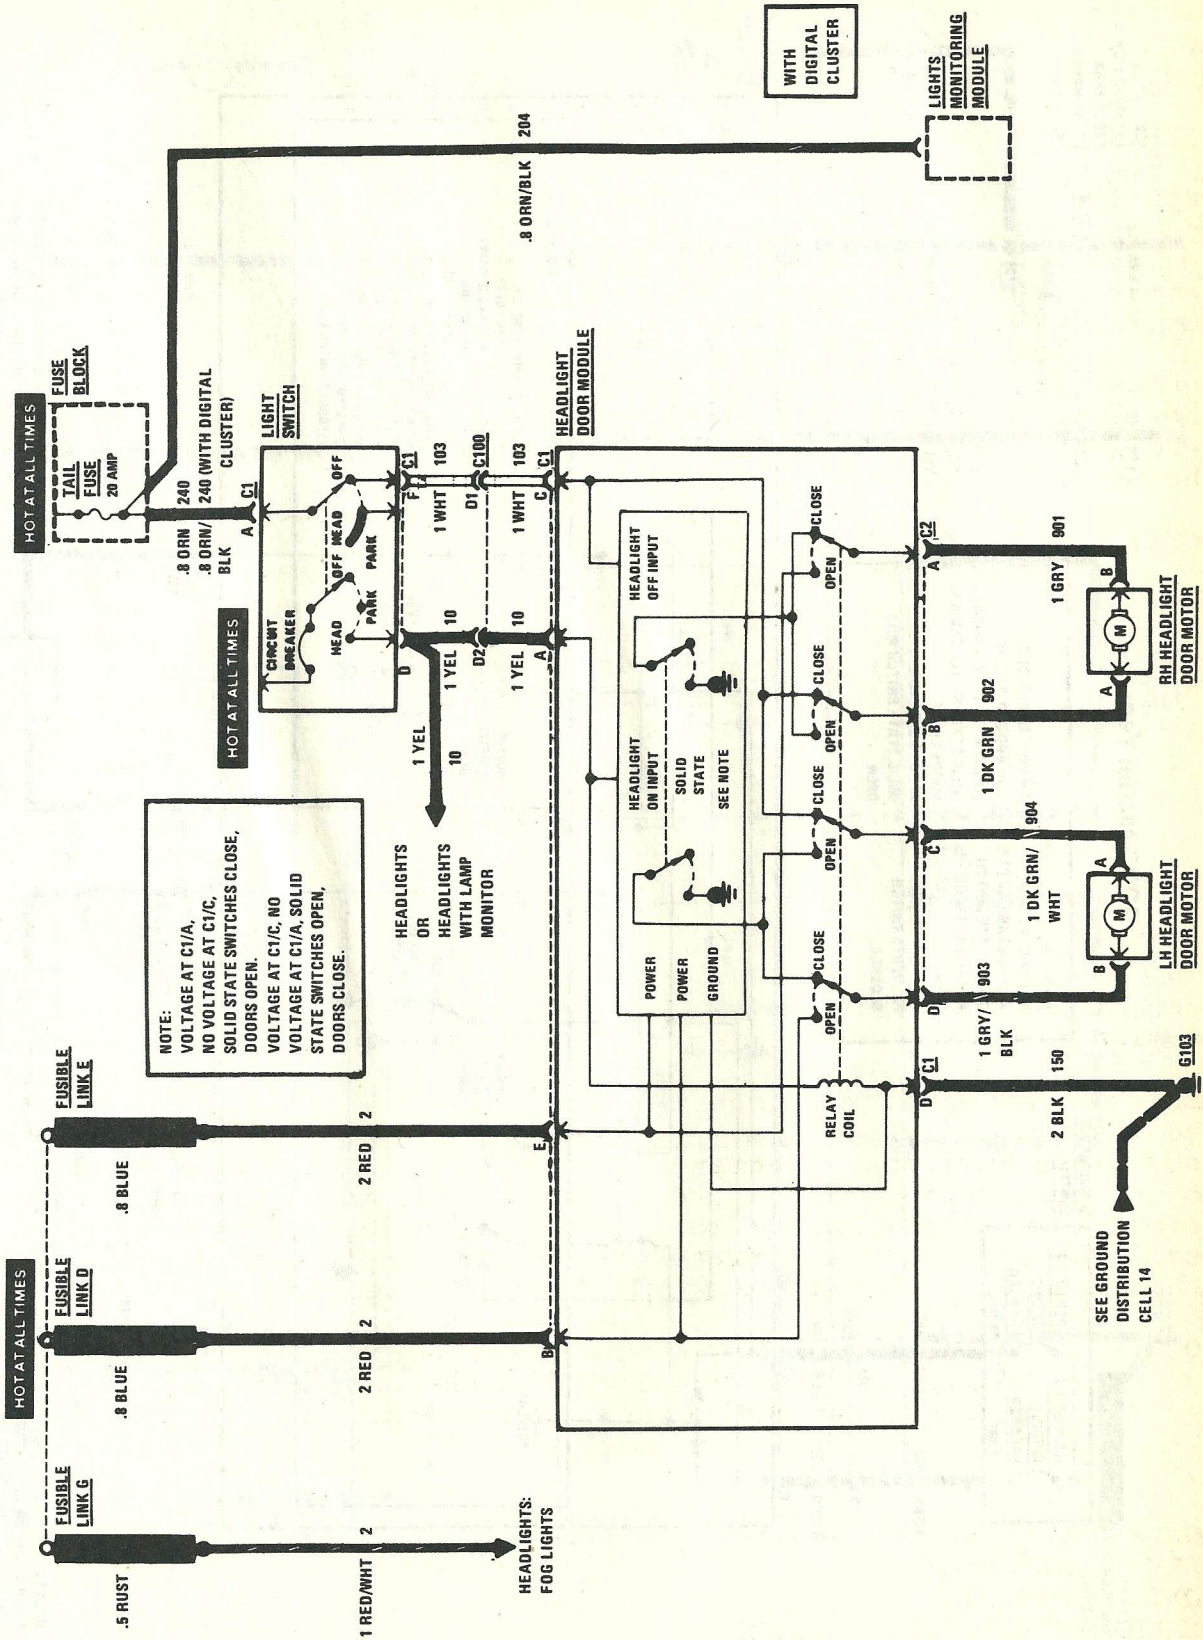 HOT AT ALL TIMES
FUSIBLE
LINK G
.5 RUST
1 RED/WHT 2
HEADLIGHTS:
FOG LIGHTS
FUSIBLE
LINK D
.8 BLUE
2 RED 2
B
FUSIBLE
LINK E
.8 BLUE
2 RED 2
E
NOTE:
VOLTAGE AT C1/A,
NO VOLTAGE AT C1/C,
SOLID STATE SWITCHES CLOSE,
DOORS OPEN.
VOLTAGE AT C1/C, NO
VOLTAGE AT C1/A, SOLID
STATE SWITCHES OPEN,
DOORS CLOSE.
HOT AT ALL TIMES
TAIL
FUSE
20 AMP
FUSE
BLOCK
.8 ORN 240
.8 ORN/ 240 (WITH DIGITAL
BLK CLUSTER)
A C1
HOT AT ALL TIMES
CIRCUIT
BREAKER
LIGHT
SWITCH
HEAD OFF
PARK
HEAD OFF
PARK
D F C1
1 YEL
10
HEADLIGHTS
OR
HEADLIGHTS
WITH LAMP
MONITOR
1 YEL 10
1 WHT 103
D2 D1 C100
1 YEL 10
1 WHT 103
A C C1
.8 ORN/BLK 204
WITH
DIGITAL
CLUSTER
LIGHTS
MONITORING
MODULE
HEADLIGHT
DOOR MODULE
HEADLIGHT
ON INPUT
HEADLIGHT
OFF INPUT
SOLID
STATE
SEE NOTE
POWER
POWER
GROUND
OPEN CLOSE
OPEN CLOSE
OPEN CLOSE
OPEN CLOSE
RELAY
COIL
D C1
D C B A C2
2 BLK 150
G103
SEE GROUND
DISTRIBUTION
CELL 14
1 GRY/ 903
BLK
1 DK GRN/ 904
WHT
1 DK GRN 902
1 GRY 901
B M A
LH HEADLIGHT
DOOR MOTOR
A M B
RH HEADLIGHT
DOOR MOTOR